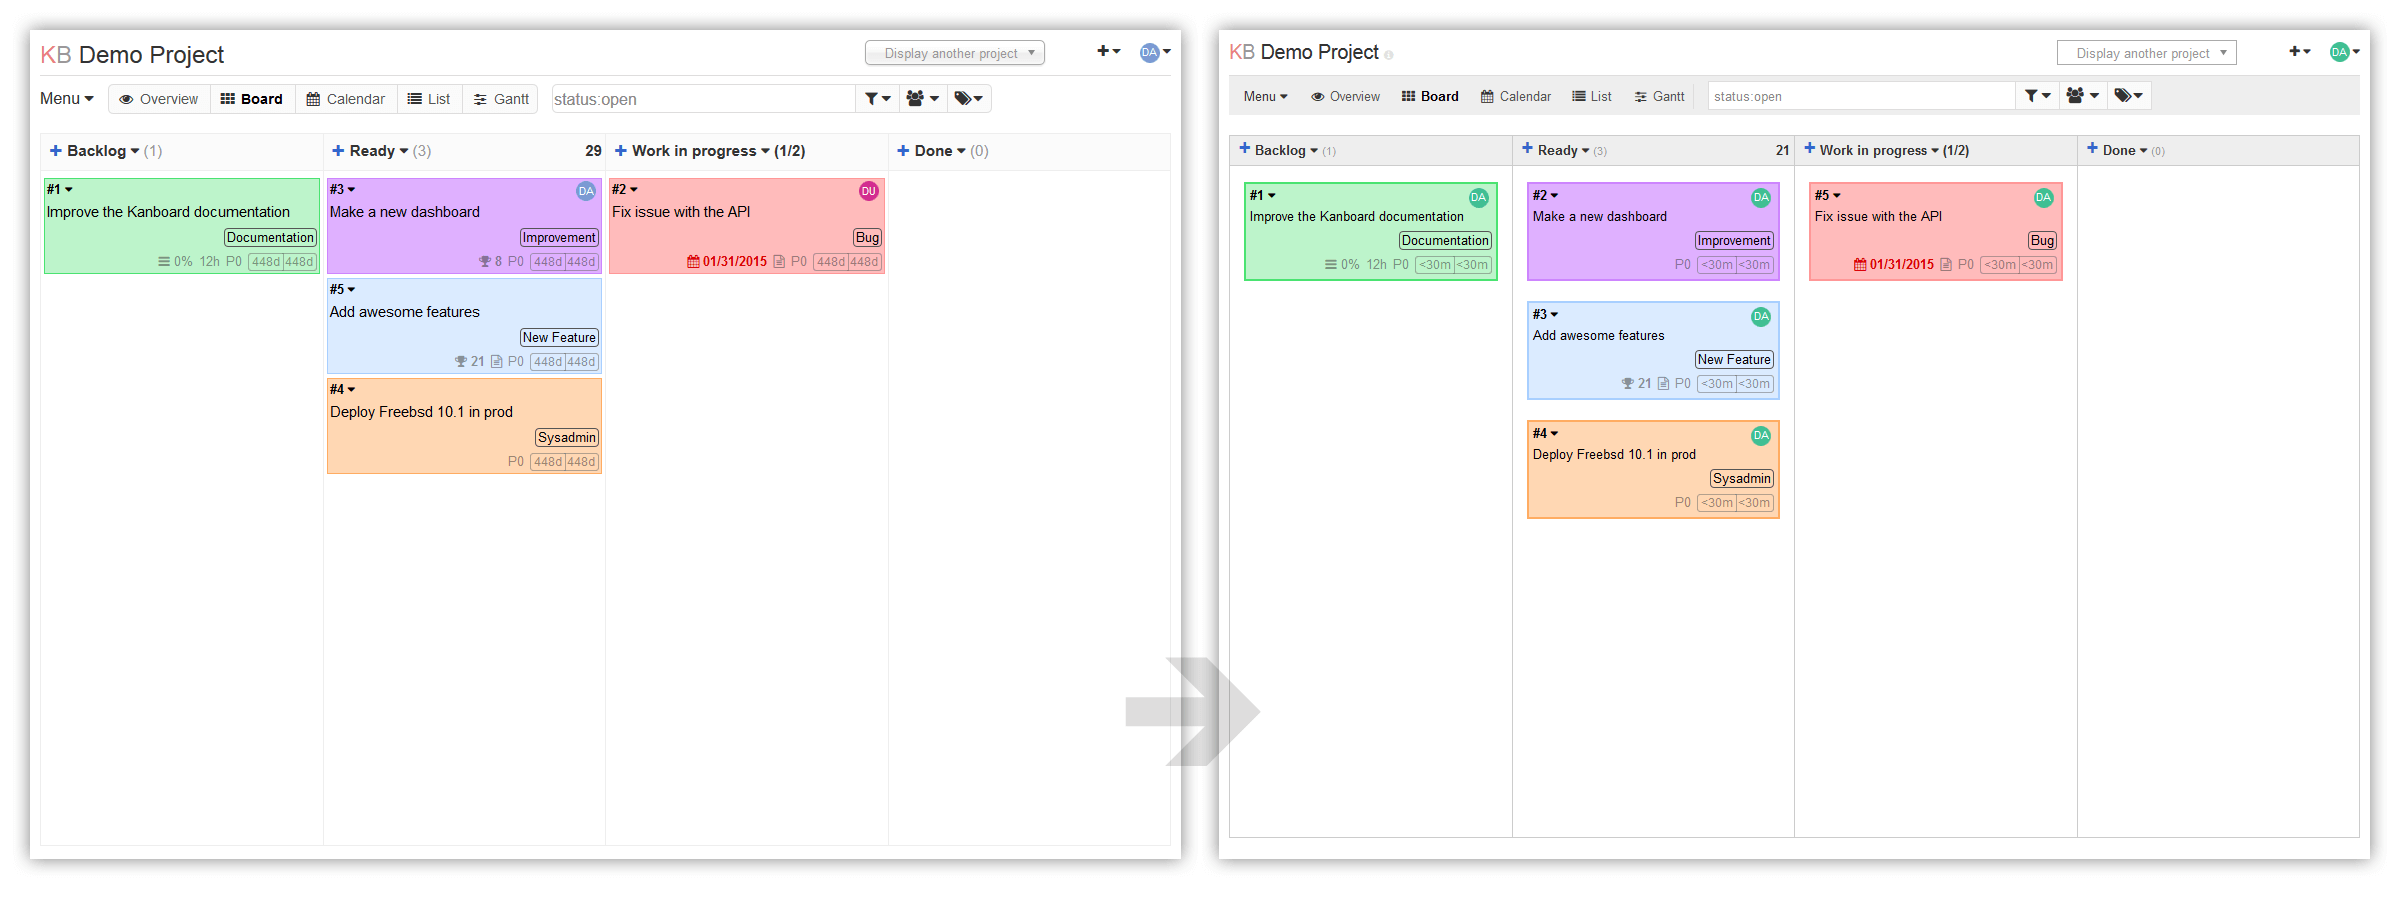 KB Demo Project
Display another project
DA
Menu
Overview
Board
Calendar
List
Gantt
status:open
Backlog (1)
Ready (3) 29
Work in progress (1/2)
Done (0)
#1
Improve the Kanboard documentation
Documentation
0% 12h P0 448d 448d
#3 DA
Make a new dashboard
Improvement
8 P0 448d 448d
#5
Add awesome features
New Feature
21 P0 448d 448d
#4
Deploy Freebsd 10.1 in prod
Sysadmin
P0 448d 448d
#2 DU
Fix issue with the API
Bug
01/31/2015 P0 448d 448d
KB Demo Project
Display another project
DA
Menu
Overview
Board
Calendar
List
Gantt
status:open
Backlog (1)
Ready (3) 21
Work in progress (1/2)
Done (0)
#1 DA
Improve the Kanboard documentation
Documentation
0% 12h P0 <30m <30m
#2 DA
Make a new dashboard
Improvement
P0 <30m <30m
#3 DA
Add awesome features
New Feature
21 P0 <30m <30m
#4 DA
Deploy Freebsd 10.1 in prod
Sysadmin
P0 <30m <30m
#5 DA
Fix issue with the API
Bug
01/31/2015 P0 <30m <30m